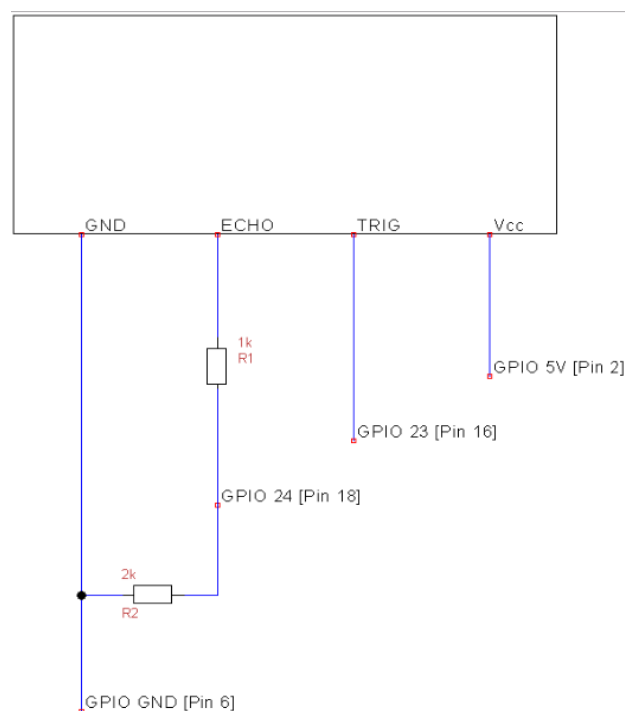 GND
ECHO
TRIG
Vcc
1k
R1
GPIO 5V [Pin 2]
GPIO 23 [Pin 16]
GPIO 24 [Pin 18]
2k
R2
GPIO GND [Pin 6]